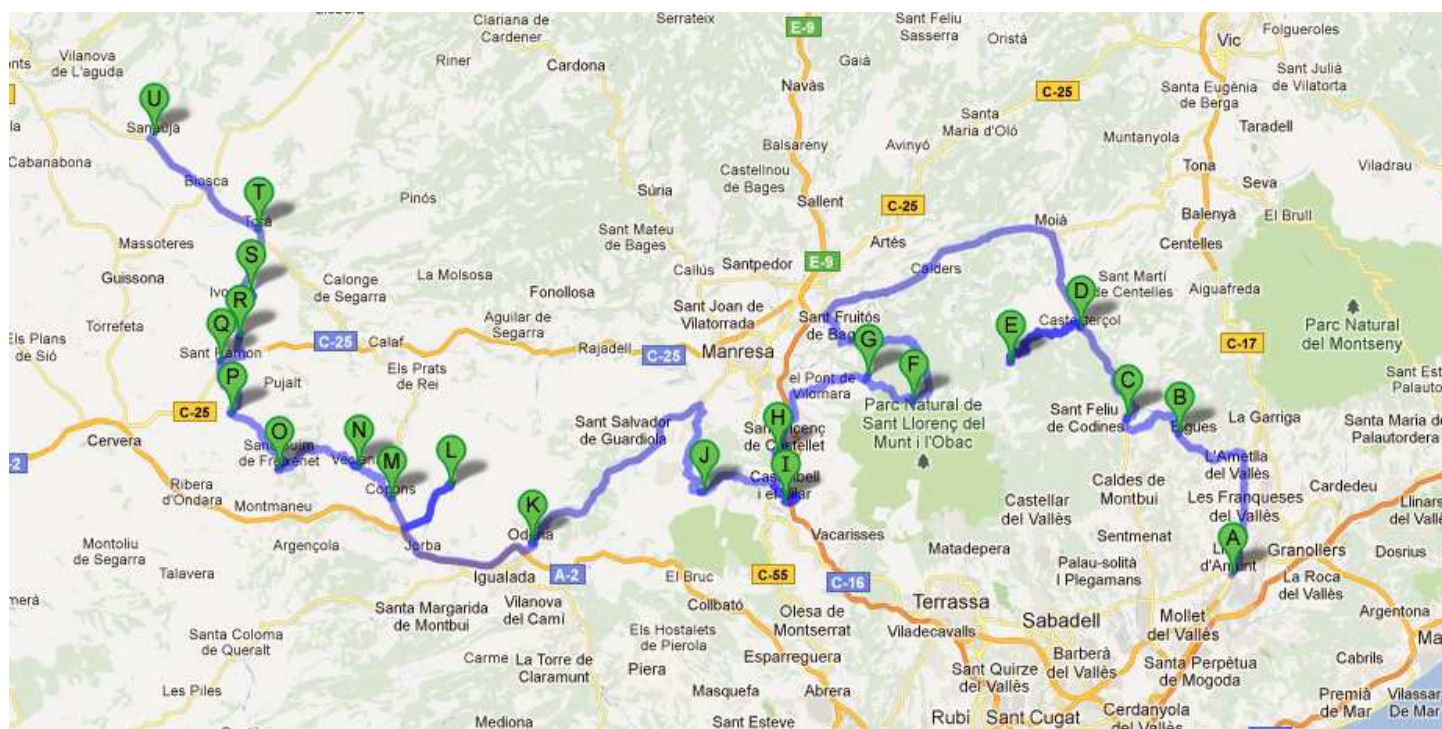 Clariana de
Cardener
Serrateix
Sant Feliu
Sasserra
Oristà
Folgueroles
Vic
E-9
Vilanova
de L'aguda
Riner
Cardona
Gaià
Navàs
Sant Julià
de Vilatorta
Santa Eugènia
de Berga
C-25
U
Sanaüja
Santa
Maria d'Oló
Taradell
Muntanyola
Balsareny
Avinyó
Cabanabona
Biosca
Castellnou
de Bages
Tona
Viladrau
Seva
T
Pinós
Súria
Sallent
C-25
Moià
Balenyà
El Brull
Massoteres
Sant Mateu
de Bages
Artés
Centelles
Guissona
S
Calonge
de Segarra
La Molsosa
Callús
Santpedor
E-9
Calders
Sant Martí
de Centelles
Aiguafreda
R
Fonollosa
D
Torrefeta
Q
Aguilar de
Segarra
Sant Joan de
Vilatorrada
Sant Fruitós
Parc Natural
del Montseny
Els Plans
de Sió
Sant Ramon
C-25
Calaf
Rajadell
C-25
Manresa
G
E
C-17
Els Prats
de Rei
P
Pujalt
el Pont de
Vilomara
F
C
B
C-25
Parc Natural de
Sant Llorenç del
Munt i l'Obac
Sant Feliu
de Codines
Bigues
La Garriga
Santa Maria de
Palautordera
Cervera
O
N
Sant Salvador
de Guardiola
H
M
L
J
I
L'Ametlla
del Vallès
Ribera
d'Ondara
Copons
Castellar
del Vallès
Caldes de
Montbui
Les Franqueses
del Vallès
Cardedeu
Montmaneu
K
Òdena
Vacarisses
Sentmenat
A
Granollers
Montoliu
de Segarra
Argençola
Jorba
Matadepera
Dosrius
Talavera
Igualada
A-2
El Bruc
C-55
C-16
Palau-solità
i Plegamans
La Roca
del Vallès
Santa Margarida
de Montbui
Vilanova
del Camí
Collbató
Olesa de
Montserrat
Terrassa
Sabadell
Mollet
del Vallès
Argentona
Santa Coloma
de Queralt
Els Hostalets
de Pierola
Viladecavalls
Carme
La Torre de
Claramunt
Piera
Esparreguera
Sant Quirze
del Vallès
Barberà
del Vallès
Santa Perpètua
de Mogoda
Cabrils
Les Piles
Masquefa
Abrera
Premià
de Mar
Vilassar
De Mar
Mediona
Sant Esteve
Rubí
Sant Cugat
Cerdanyola
del Vallès